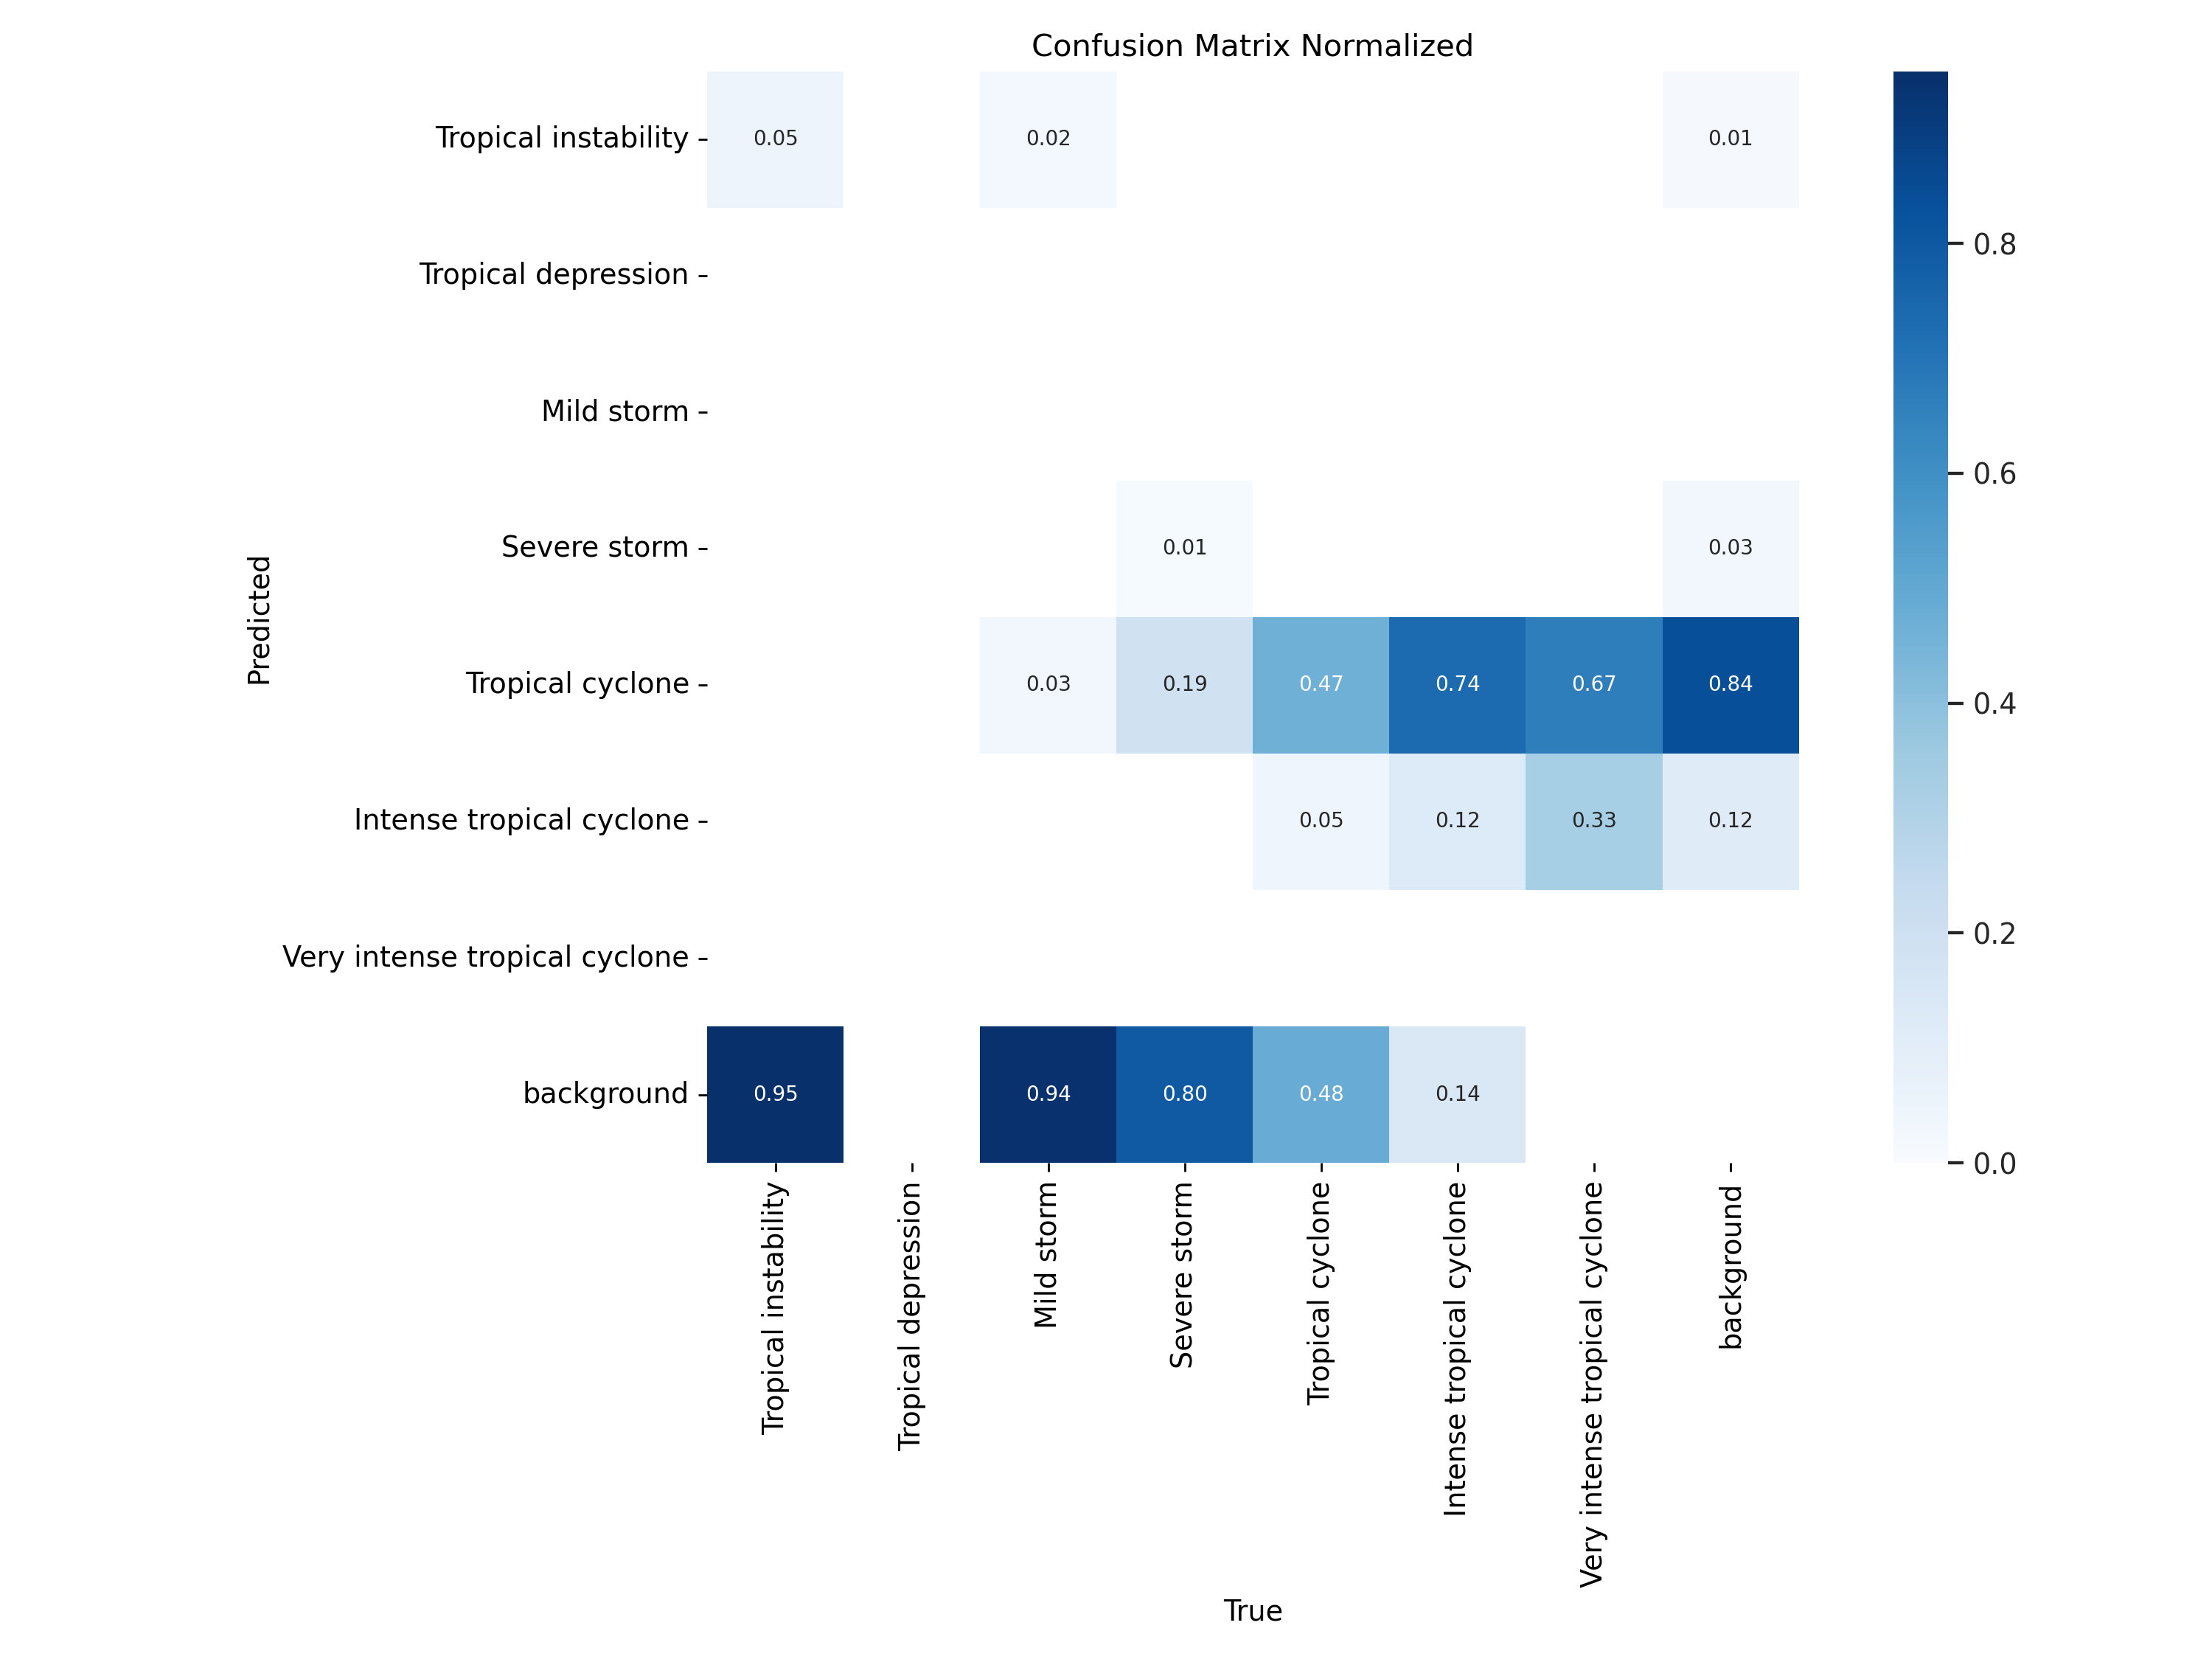 Confusion Matrix Normalized
Tropical instability
0.05
0.02
0.01
Tropical depression
Mild storm
Severe storm
0.01
0.03
Tropical cyclone
0.03
0.19
0.47
0.74
0.67
0.84
Intense tropical cyclone
0.05
0.12
0.33
0.12
Very intense tropical cyclone
background
0.95
0.94
0.80
0.48
0.14
Predicted
Tropical instability
Tropical depression
Mild storm
Severe storm
Tropical cyclone
Intense tropical cyclone
Very intense tropical cyclone
background
True
0.8
0.6
0.4
0.2
0.0